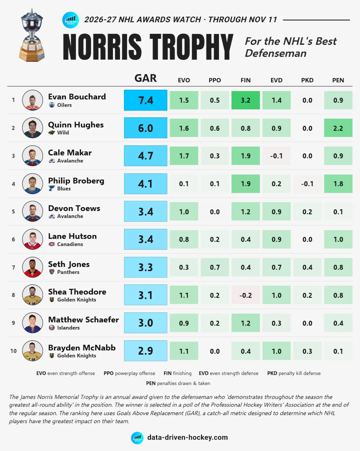 2026-27 NHL AWARDS WATCH · THROUGH NOV 11
NORRIS TROPHY
For the NHL's Best
Defenseman
GAR EVO PPO FIN EVD PKD PEN
1 Evan Bouchard 7.4 1.5 0.5 3.2 1.4 0.0 0.9
Oilers
2 Quinn Hughes 6.0 1.6 0.6 0.8 0.9 0.0 2.2
Wild
3 Cale Makar 4.7 1.7 0.3 1.9 -0.1 0.0 0.9
Avalanche
4 Philip Broberg 4.1 0.1 0.1 1.9 0.2 -0.1 1.8
Blues
5 Devon Toews 3.4 1.0 0.0 1.2 0.9 0.2 0.1
Avalanche
6 Lane Hutson 3.4 0.8 0.2 0.4 0.9 0.0 1.0
Canadiens
7 Seth Jones 3.3 0.3 0.7 0.4 0.7 0.4 0.8
Panthers
8 Shea Theodore 3.1 1.1 0.2 -0.2 1.0 0.2 0.8
Golden Knights
9 Matthew Schaefer 3.0 0.9 0.2 1.2 0.3 0.0 0.4
Islanders
10 Brayden McNabb 2.9 1.1 0.0 0.4 1.0 0.3 0.1
Golden Knights
EVO even strength offense PPO powerplay offense FIN finishing EVD even strength defense PKD penalty kill defense
PEN penalties drawn & taken
The James Norris Memorial Trophy is an annual award given to the defenseman who 'demonstrates throughout the season the
greatest all-round ability' in the position. The winner is selected in a poll of the Professional Hockey Writers' Association at the end of
the regular season. The ranking here uses Goals Above Replacement (GAR), a catch-all metric designed to determine which NHL
players have the greatest impact on their team.
data-driven-hockey.com